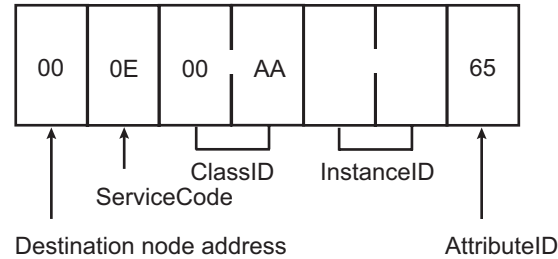 00 0E 00 AA 65
ClassID InstanceID
ServiceCode
Destination node address AttributeID